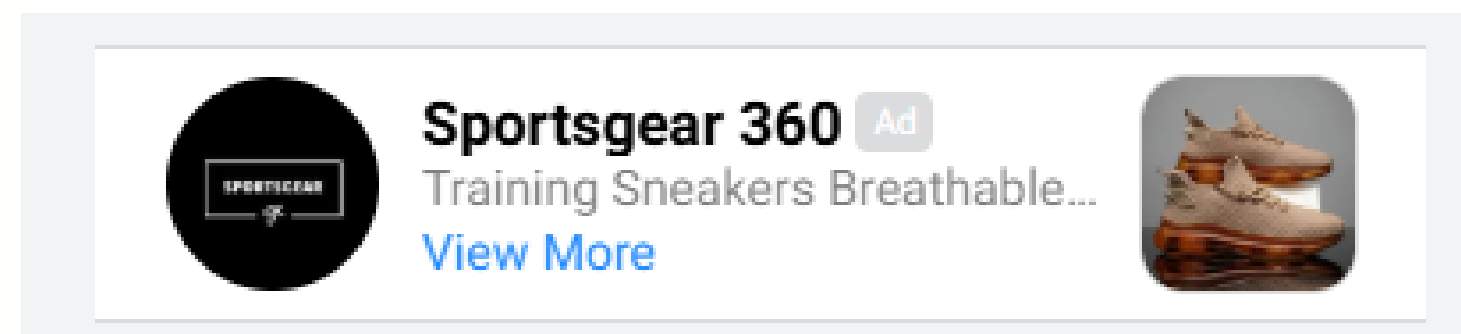 SPORTSGEAR
Sportsgear 360 Ad
Training Sneakers Breathable...
View More